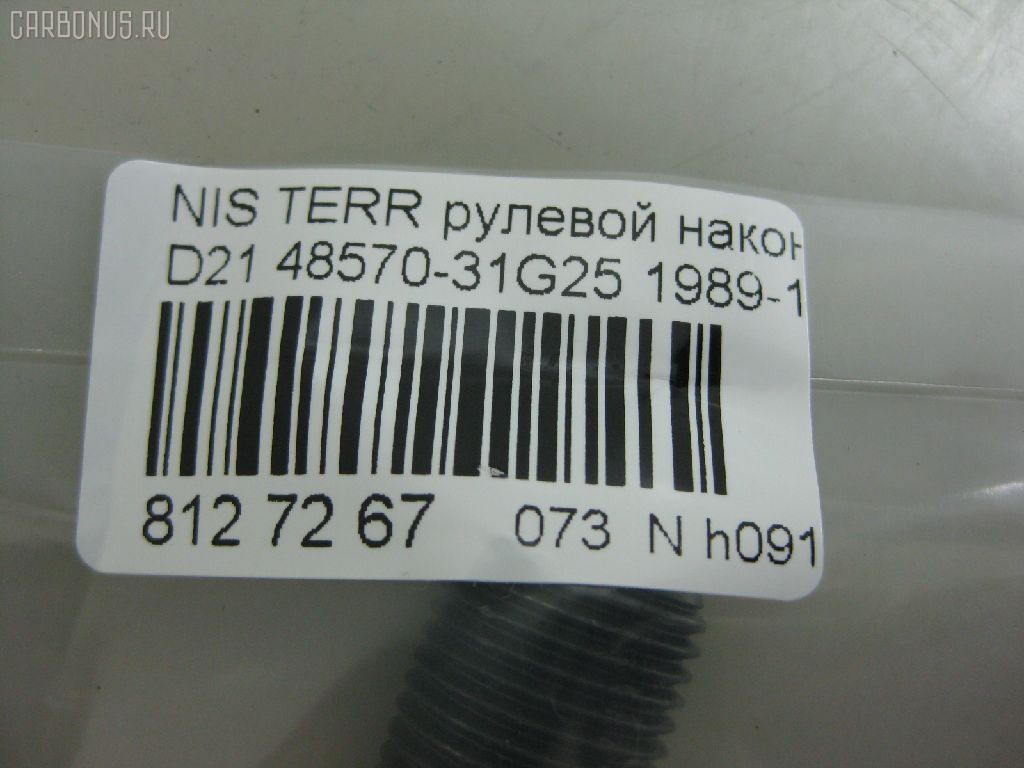 CARBONUS.RU
NIS TERR рулевой након
D21 48570-31G25 1989-1
812 72 67 073 N h091